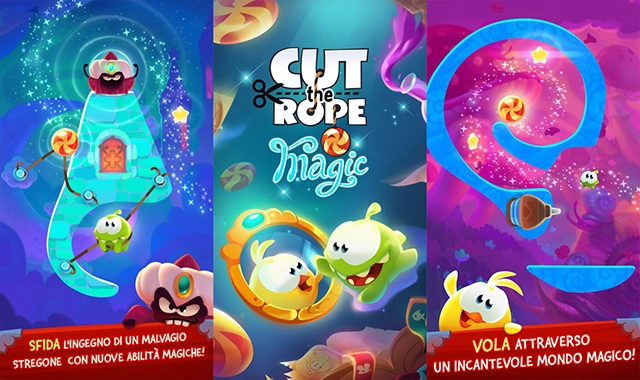 SFIDA L'INGEGNO DI UN MALVAGIO
STREGONE CON NUOVE ABILITÀ MAGICHE!
CUT
the
ROPE
Magic
VOLA ATTRAVERSO
UN INCANTEVOLE MONDO MAGICO!